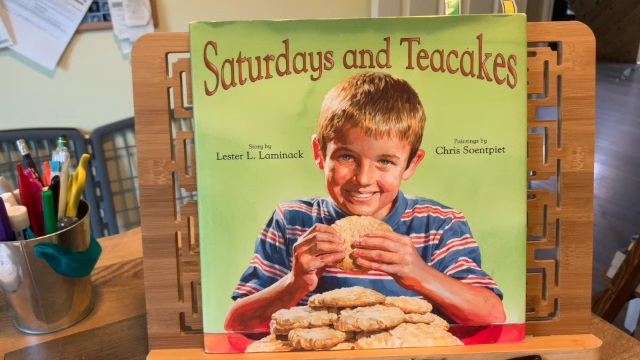 Saturdays and Teacakes
Story by
Lester L. Laminack
Paintings by
Chris Soentpiet